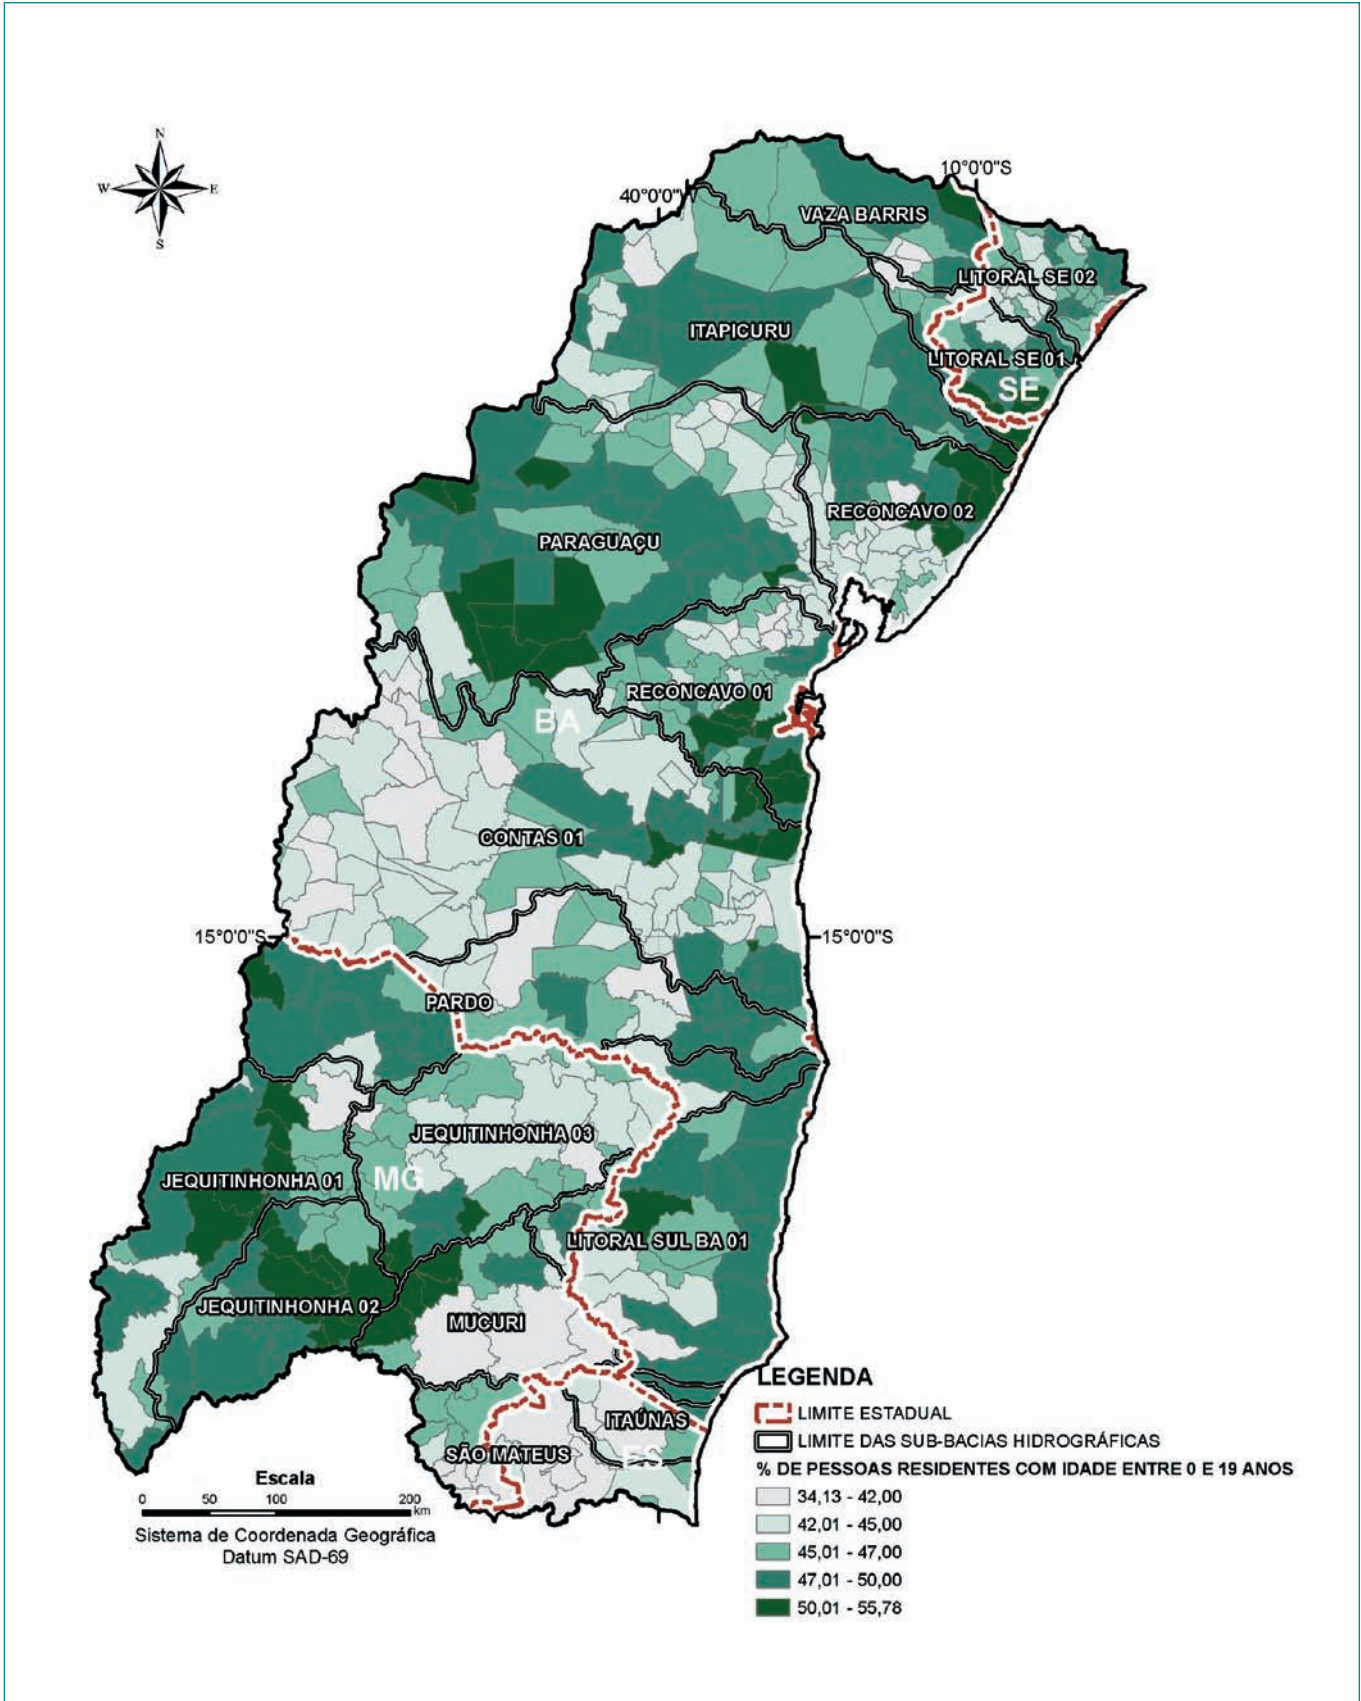 N
W E
S
10°0'0"S
40°0'0"W
VAZA BARRIS
LITORAL SE 02
ITAPICURU
LITORAL SE 01
SE
RECÔNCAVO 02
PARAGUAÇU
RECÔNCAVO 01
BA
CONTAS 01
15°0'0"S
15°0'0"S
PARDO
JEQUITINHONHA 03
MG
JEQUITINHONHA 01
LITORAL SUL BA 01
JEQUITINHONHA 02
MUCURI
ITAÚNAS
SÃO MATEUS
ES
LEGENDA
LIMITE ESTADUAL
LIMITE DAS SUB-BACIAS HIDROGRÁFICAS
% DE PESSOAS RESIDENTES COM IDADE ENTRE 0 E 19 ANOS
34,13 - 42,00
42,01 - 45,00
45,01 - 47,00
47,01 - 50,00
50,01 - 55,78
Escala
0 50 100 200
km
Sistema de Coordenada Geográfica
Datum SAD-69